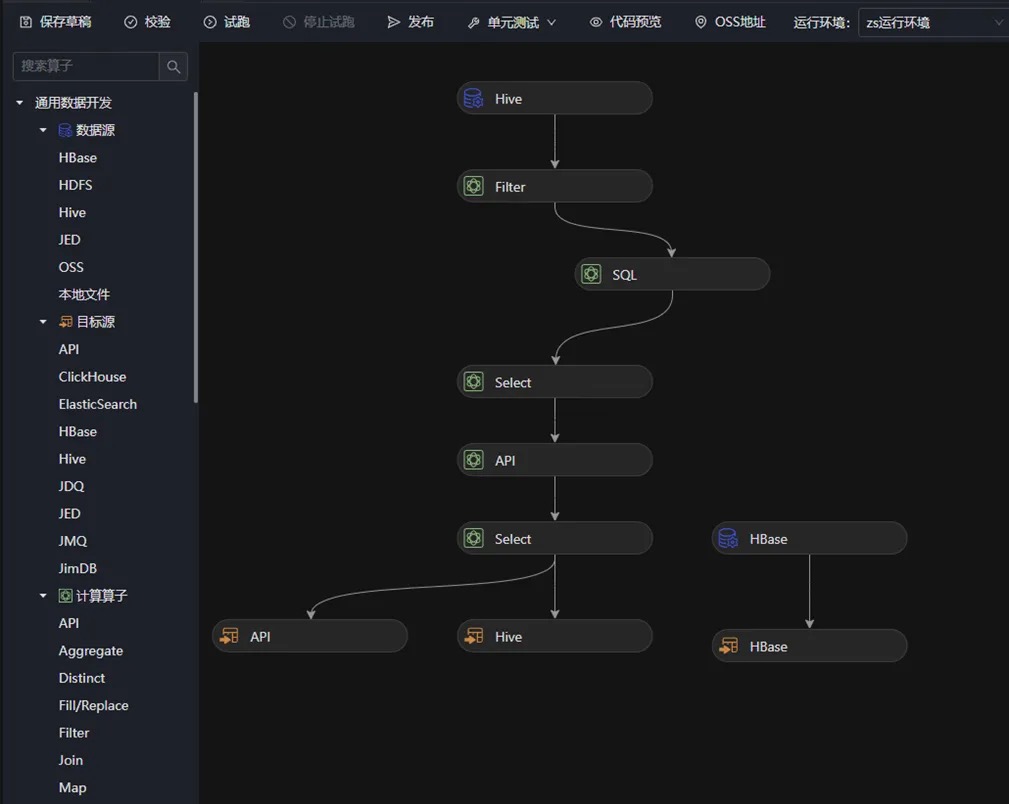 保存草稿 校验 试跑 停止试跑 发布 单元测试 代码预览 OSS地址 运行环境： zs运行环境
搜索算子
通用数据开发
数据源
HBase
HDFS
Hive
JED
OSS
本地文件
目标源
API
ClickHouse
ElasticSearch
HBase
Hive
JDQ
JED
JMQ
JimDB
计算算子
API
Aggregate
Distinct
Fill/Replace
Filter
Join
Map
Hive
Filter
SQL
Select
API
Select
HBase
API
Hive
HBase